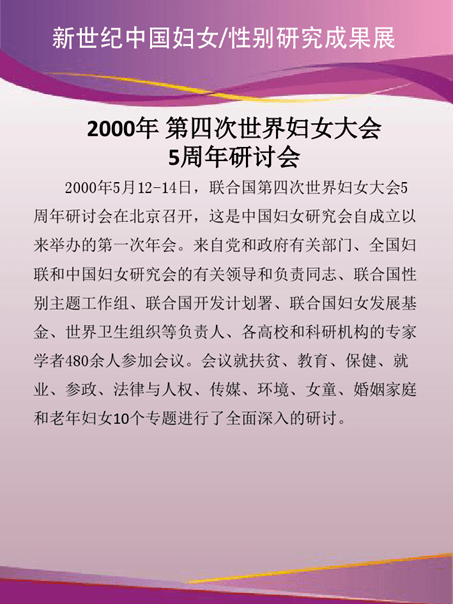 新世纪中国妇女/性别研究成果展
2000年 第四次世界妇女大会
5周年研讨会
2000年5月12-14日，联合国第四次世界妇女大会5
周年研讨会在北京召开，这是中国妇女研究会自成立以
来举办的第一次年会。来自党和政府有关部门、全国妇
联和中国妇女研究会的有关领导和负责同志、联合国性
别主题工作组、联合国开发计划署、联合国妇女发展基
金、世界卫生组织等负责人、各高校和科研机构的专家
学者480余人参加会议。会议就扶贫、教育、保健、就
业、参政、法律与人权、传媒、环境、女童、婚姻家庭
和老年妇女10个专题进行了全面深入的研讨。